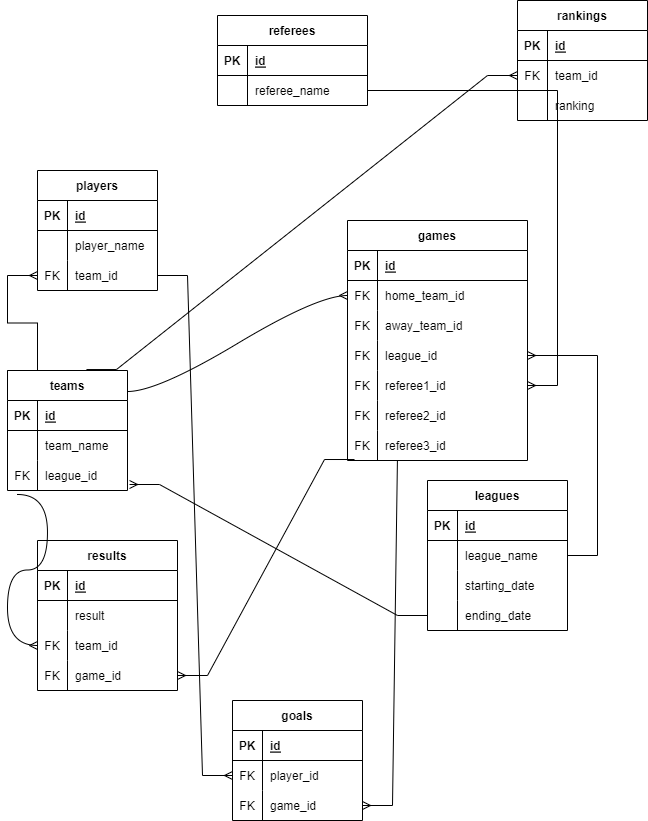 referees
PK id
referee_name
rankings
PK id
FK team_id
ranking
players
PK id
player_name
FK team_id
games
PK id
FK home_team_id
FK away_team_id
FK league_id
FK referee1_id
FK referee2_id
FK referee3_id
teams
PK id
team_name
FK league_id
leagues
PK id
league_name
starting_date
ending_date
results
PK id
result
FK team_id
FK game_id
goals
PK id
FK player_id
FK game_id